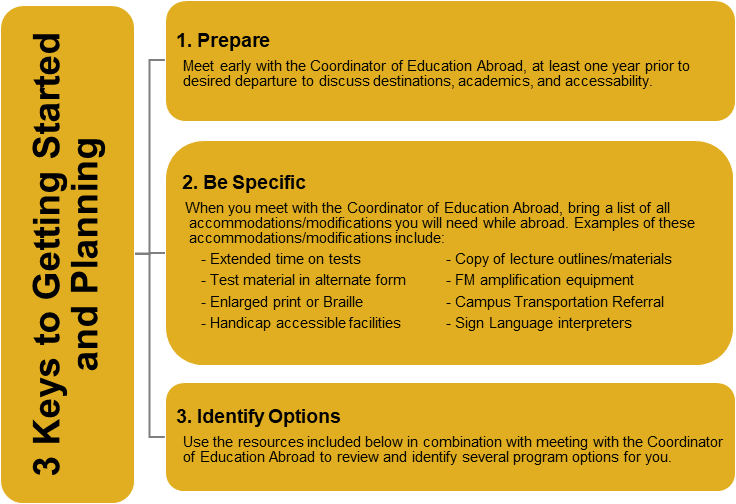 3 Keys to Getting Started
and Planning
1. Prepare
Meet early with the Coordinator of Education Abroad, at least one year prior to
desired departure to discuss destinations, academics, and accessability.
2. Be Specific
When you meet with the Coordinator of Education Abroad, bring a list of all
accommodations/modifications you will need while abroad. Examples of these
accommodations/modifications include:
- Extended time on tests
- Test material in alternate form
- Enlarged print or Braille
- Handicap accessible facilities
- Copy of lecture outlines/materials
- FM amplification equipment
- Campus Transportation Referral
- Sign Language interpreters
3. Identify Options
Use the resources included below in combination with meeting with the Coordinator
of Education Abroad to review and identify several program options for you.